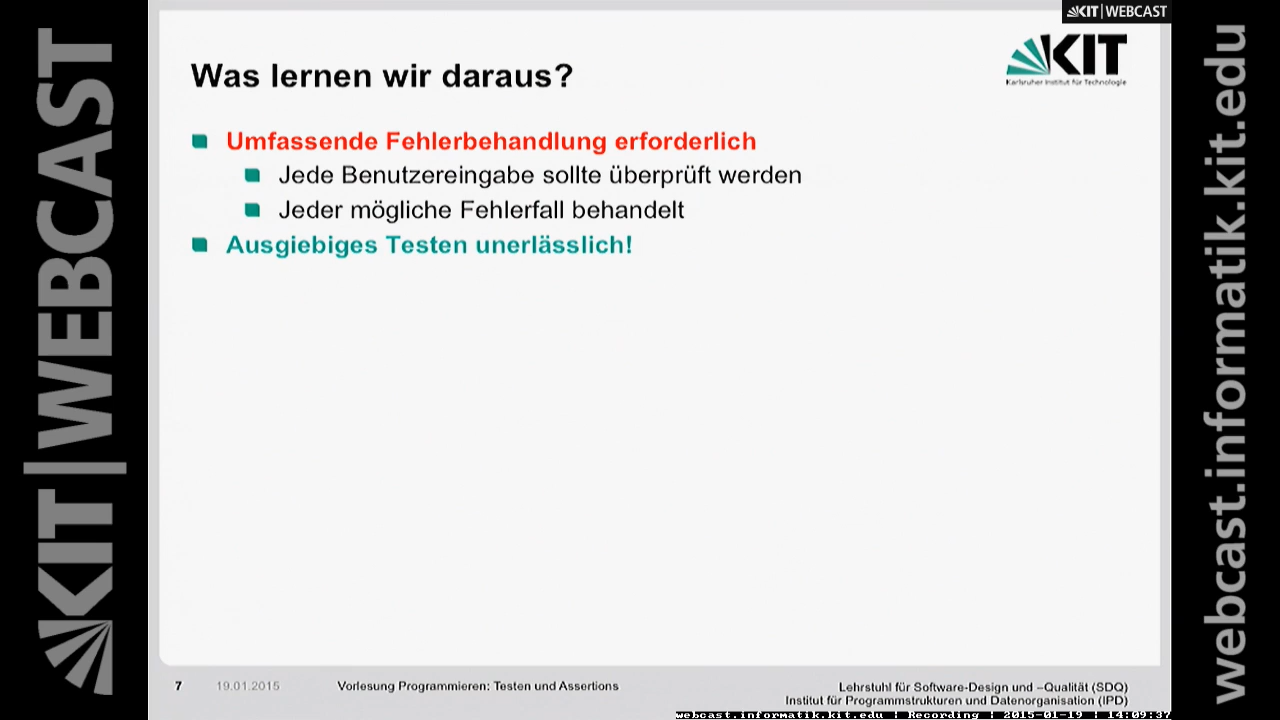 KIT|WEBCAST
KIT|WEBCAST
KIT
Karlsruher Institut für Technologie
Was lernen wir daraus?
Umfassende Fehlerbehandlung erforderlich
Jede Benutzereingabe sollte überprüft werden
Jeder mögliche Fehlerfall behandelt
Ausgiebiges Testen unerlässlich!
webcast.informatik.kit.edu
7
19.01.2015
Vorlesung Programmieren: Testen und Assertions
Lehrstuhl für Software-Design und –Qualität (SDQ)
Institut für Programmstrukturen und Datenorganisation (IPD)
webcast.informatik.kit.edu | Recording | 2015-01-19 | 14:09:37